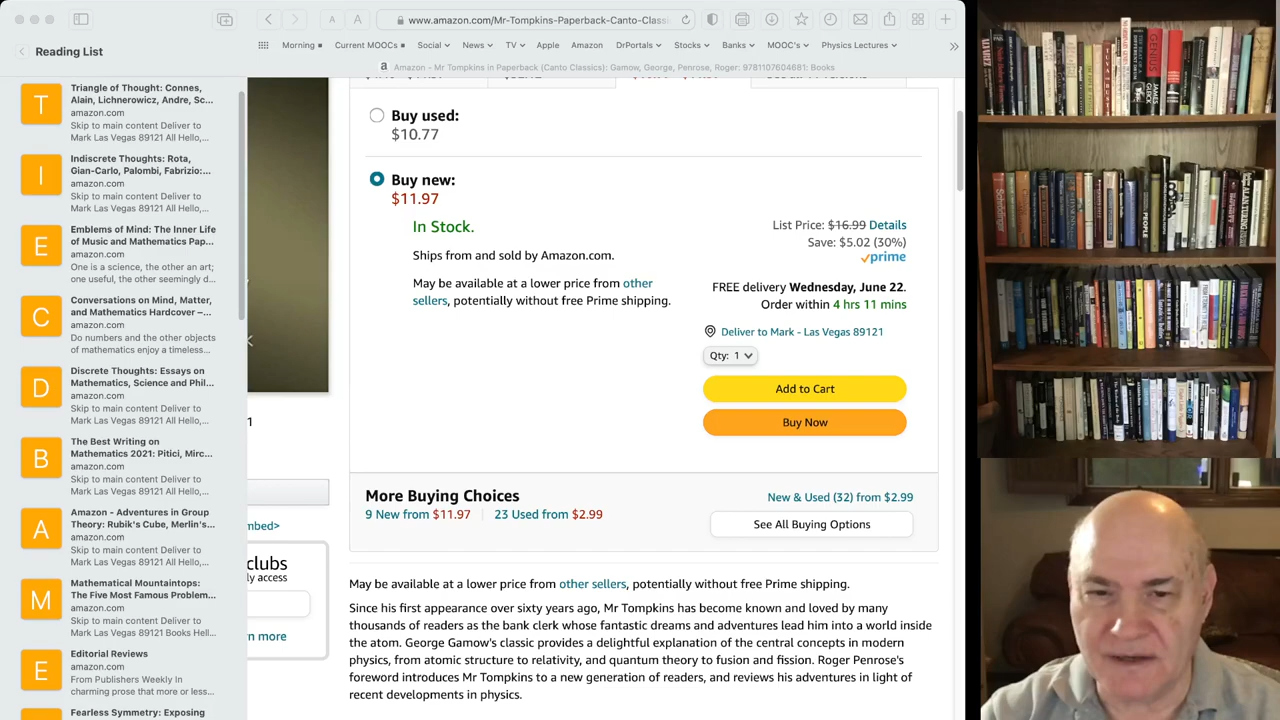 www.amazon.com/Mr-Tompkins-Paperback-Canto-Classi
Morning
Current MOOCs
Social
News
TV
Apple
Amazon
DrPortals
Stocks
Banks
MOOC's
Physics Lectures
Amazon - Mr Tompkins in Paperback (Canto Classics): Gamow, George, Penrose, Roger: 9781107604681: Books
Reading List
Triangle of Thought: Connes,
Alain, Lichnerowicz, Andre, Sc...
amazon.com
Skip to main content Deliver to
Mark Las Vegas 89121 All Hello,...
T
Indiscrete Thoughts: Rota,
Gian-Carlo, Palombi, Fabrizio:...
amazon.com
Skip to main content Deliver to
Mark Las Vegas 89121 All Hello,...
I
Emblems of Mind: The Inner Life
of Music and Mathematics Pap...
amazon.com
One is a science, the other an art;
one useful, the other seemingly d...
E
Conversations on Mind, Matter,
and Mathematics Hardcover –...
amazon.com
Do numbers and the other objects
of mathematics enjoy a timeless...
C
Discrete Thoughts: Essays on
Mathematics, Science and Phil...
amazon.com
Skip to main content Deliver to
Mark Las Vegas 89121 All Hello,...
D
The Best Writing on
Mathematics 2021: Pitici, Mirc...
amazon.com
Skip to main content Deliver to
Mark Las Vegas 89121 All Hello,...
B
Amazon - Adventures in Group
Theory: Rubik's Cube, Merlin's...
amazon.com
Skip to main content Deliver to
Mark Las Vegas 89121 All Hello,...
A
Mathematical Mountaintops:
The Five Most Famous Problem...
amazon.com
Skip to main content Deliver to
Mark Las Vegas 89121 Books Hell...
M
Editorial Reviews
amazon.com
From Publishers Weekly In
charming prose that more or less...
E
Fearless Symmetry: Exposing
Buy used:
$10.77
Buy new:
$11.97
In Stock.
Ships from and sold by Amazon.com.
May be available at a lower price from other
sellers, potentially without free Prime shipping.
List Price: $16.99 Details
Save: $5.02 (30%)
prime
FREE delivery Wednesday, June 22.
Order within 4 hrs 11 mins
Deliver to Mark - Las Vegas 89121
Qty: 1
Add to Cart
Buy Now
More Buying Choices
9 New from $11.97
23 Used from $2.99
New & Used (32) from $2.99
See All Buying Options
May be available at a lower price from other sellers, potentially without free Prime shipping.
Since his first appearance over sixty years ago, Mr Tompkins has become known and loved by many
thousands of readers as the bank clerk whose fantastic dreams and adventures lead him into a world inside
the atom. George Gamow's classic provides a delightful explanation of the central concepts in modern
physics, from atomic structure to relativity, and quantum theory to fusion and fission. Roger Penrose's
foreword introduces Mr Tompkins to a new generation of readers, and reviews his adventures in light of
recent developments in physics.
GENIUS
JAMES GLEICK
Schrödinger
PEOPLE
ALAN TURING